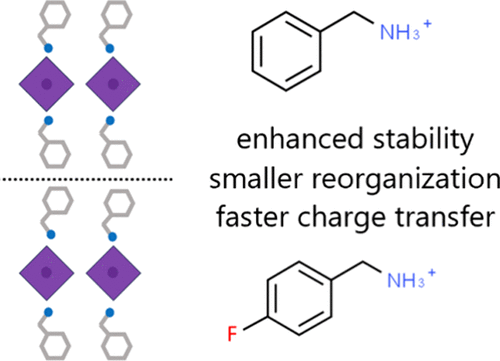 NH₃⁺
enhanced stability
smaller reorganization
faster charge transfer
NH₃⁺
F